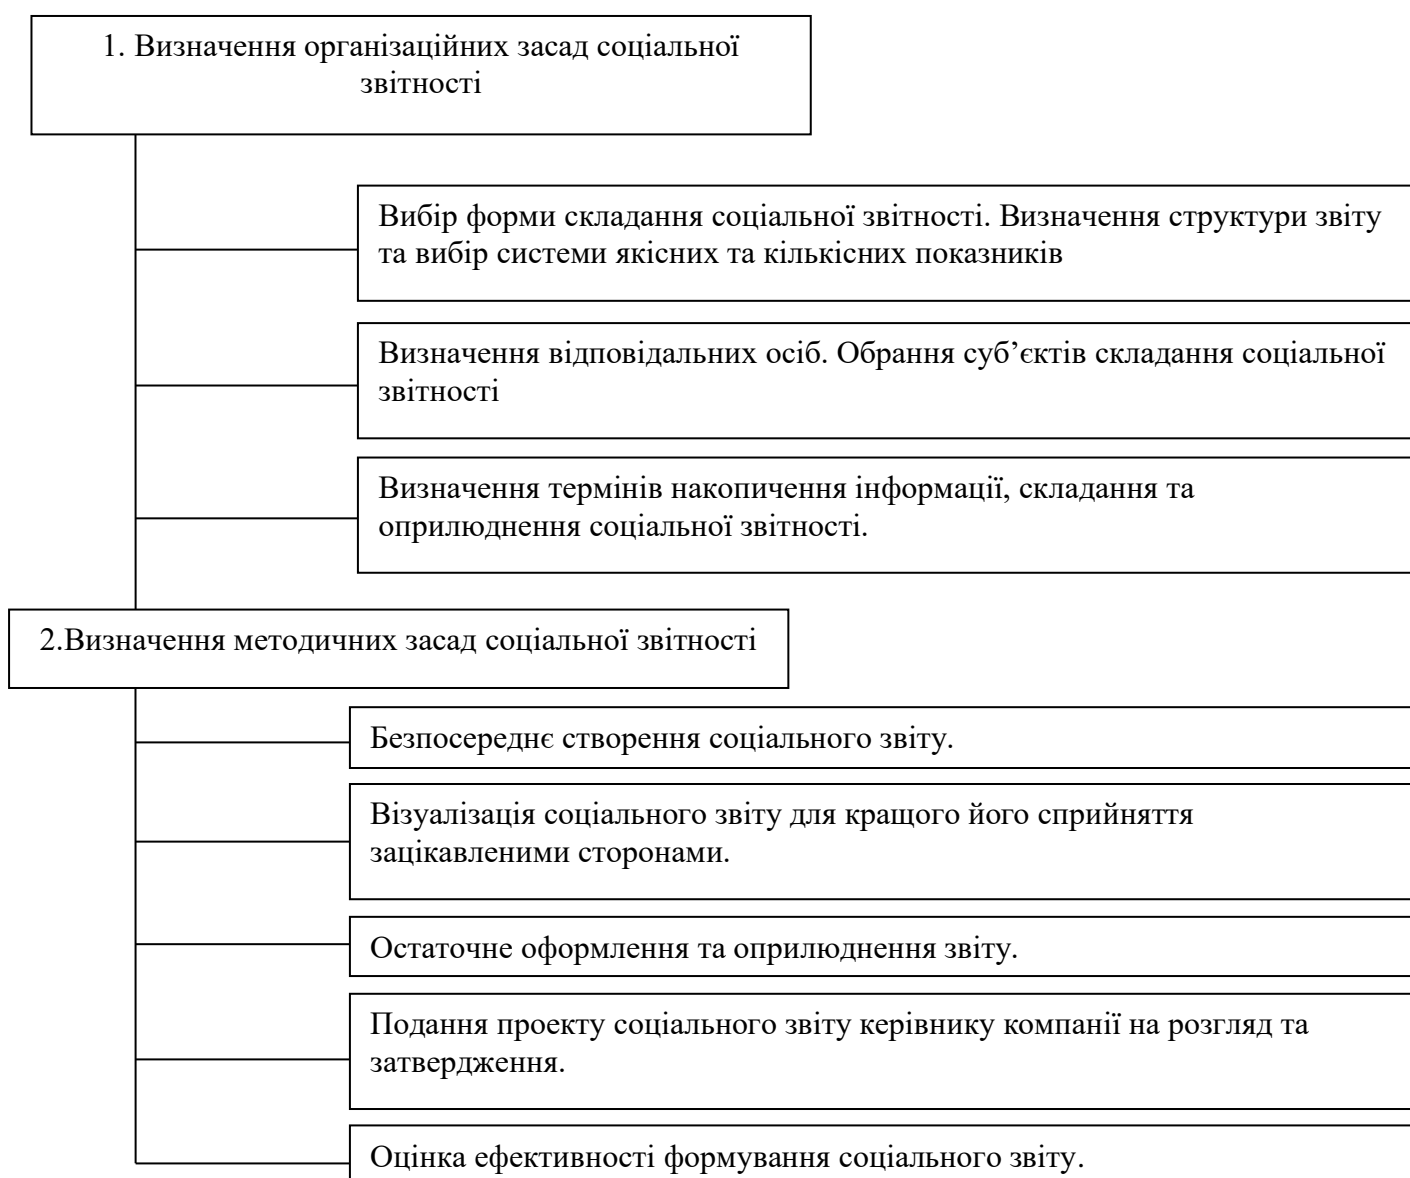 1. Визначення організаційних засад соціальної
звітності
Вибір форми складання соціальної звітності. Визначення структури звіту
та вибір системи якісних та кількісних показників
Визначення відповідальних осіб. Обрання суб’єктів складання соціальної
звітності
Визначення термінів накопичення інформації, складання та
оприлюднення соціальної звітності.
2.Визначення методичних засад соціальної звітності
Безпосереднє створення соціального звіту.
Візуалізація соціального звіту для кращого його сприйняття
зацікавленими сторонами.
Остаточне оформлення та оприлюднення звіту.
Подання проекту соціального звіту керівнику компанії на розгляд та
затвердження.
Оцінка ефективності формування соціального звіту.